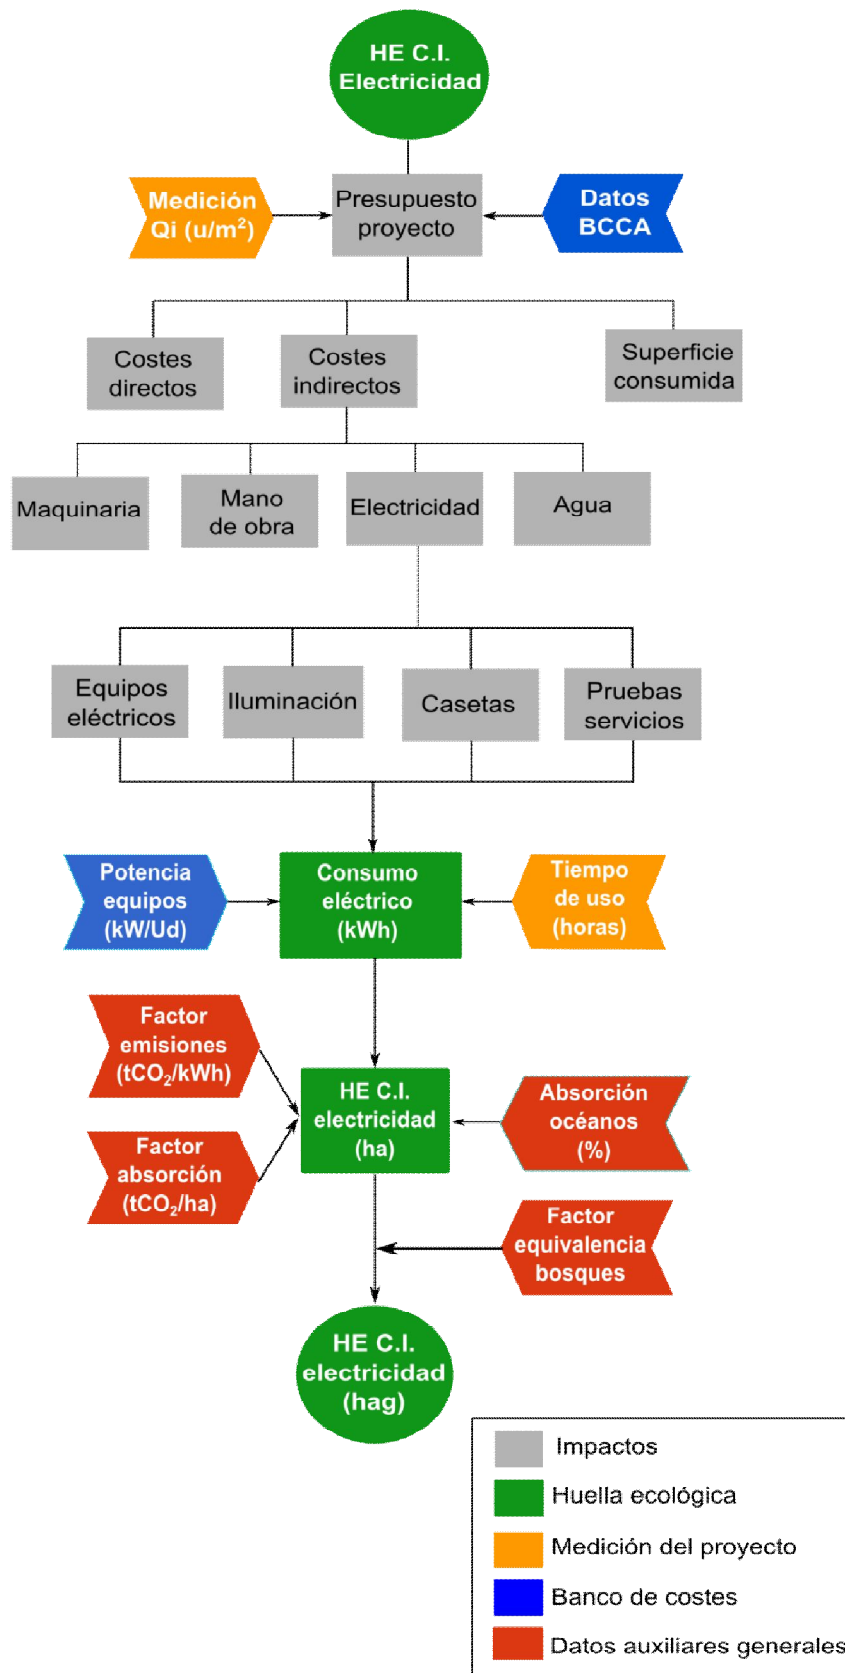 HE C.I.
Electricidad
Medición
Qi (u/m²)
Presupuesto
proyecto
Datos
BCCA
Costes
directos
Costes
indirectos
Superficie
consumida
Maquinaria
Mano
de obra
Electricidad
Agua
Equipos
eléctricos
Iluminación
Casetas
Pruebas
servicios
Potencia
equipos
(kW/Ud)
Consumo
eléctrico
(kWh)
Tiempo
de uso
(horas)
Factor
emisiones
(tCO₂/kWh)
HE C.I.
electricidad
(ha)
Absorción
océanos
(%)
Factor
absorción
(tCO₂/ha)
Factor
equivalencia
bosques
HE C.I.
electricidad
(hag)
Impactos
Huella ecológica
Medición del proyecto
Banco de costes
Datos auxiliares generales